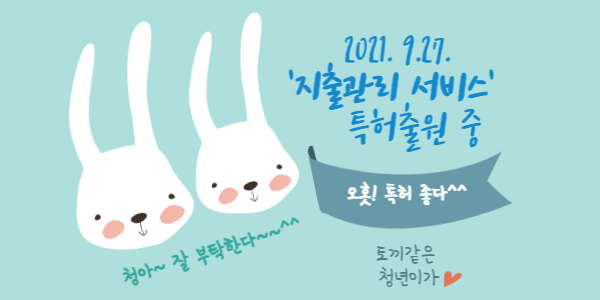 2021. 9.27.
'지출관리 서비스'
특허출원 중
오홋! 특허 좋다^^
청아~ 잘 부탁한다~~^^
토끼같은
청년이가